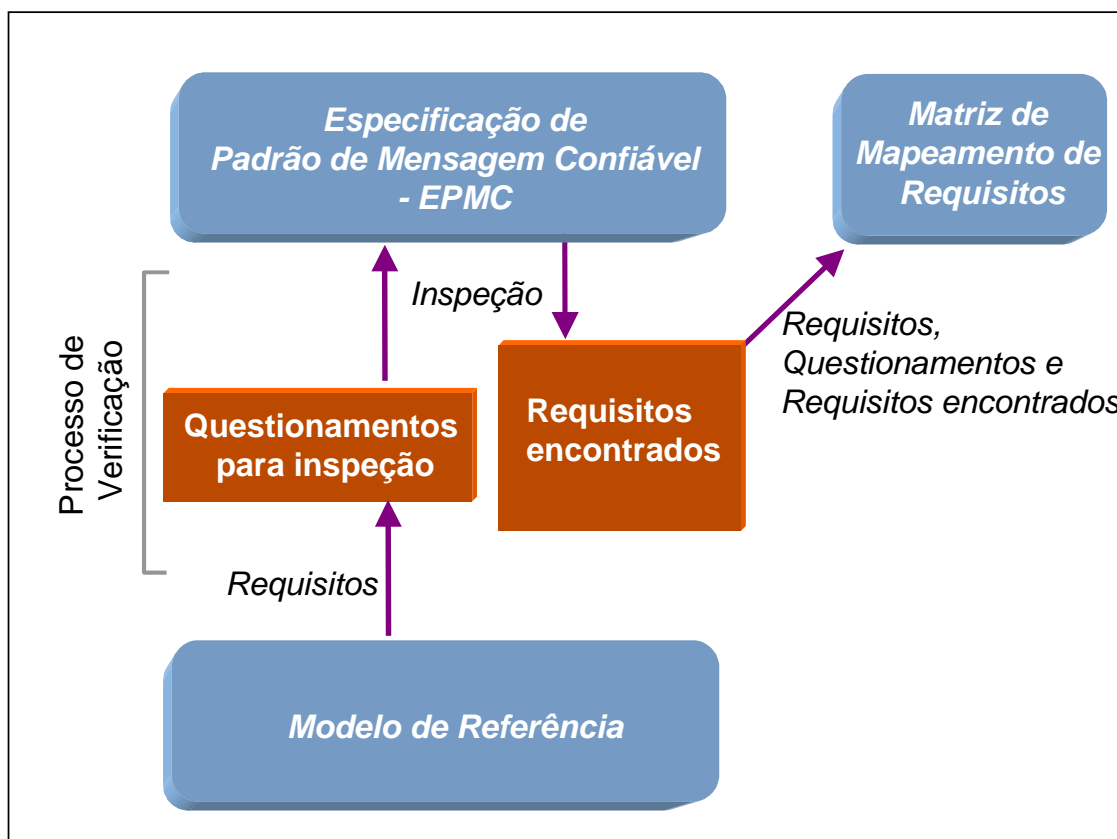 Especificação de
Padrão de Mensagem Confiável
- EPMC
Matriz de
Mapeamento de
Requisitos
Inspeção
Requisitos,
Questionamentos e
Requisitos encontrados
Processo de
Verificação
Questionamentos
para inspeção
Requisitos
encontrados
Requisitos
Modelo de Referência